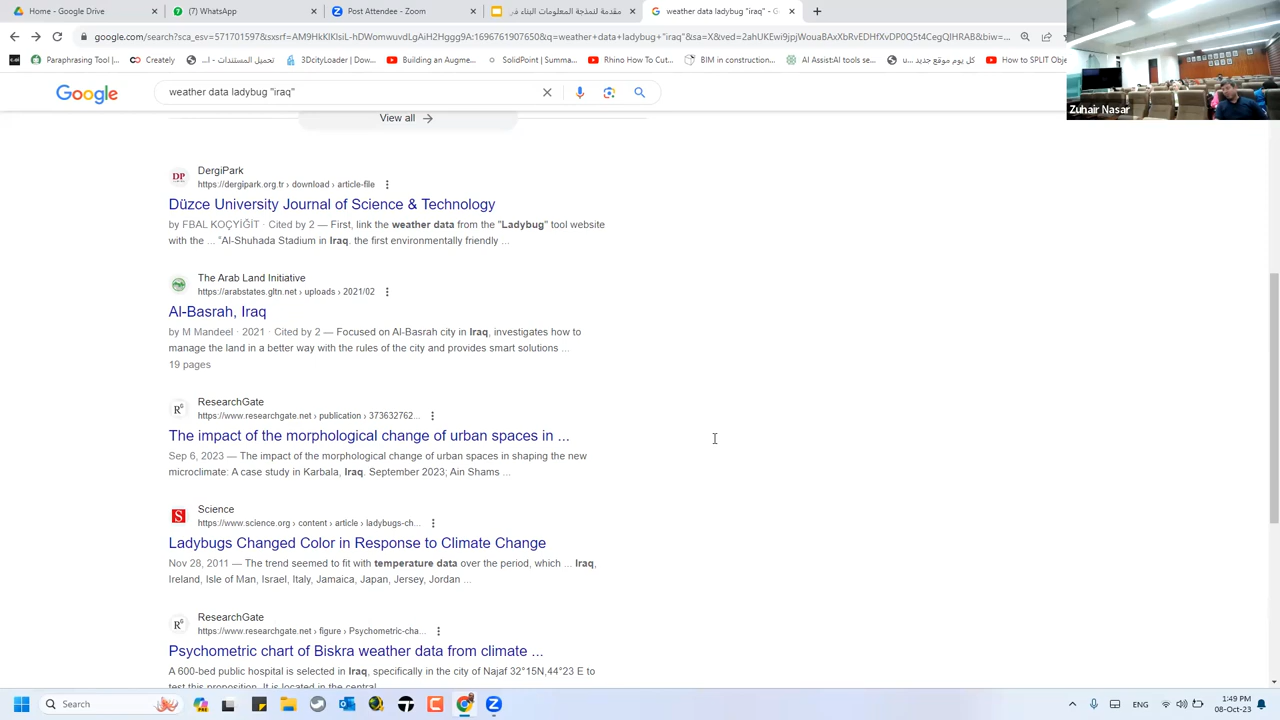 Home - Google Drive
(7) WhatsApp
Post Attendee - Zoom
مقدمة لنمذجة المعلومات البناء فـ
weather data ladybug "iraq" - G
google.com/search?sca_esv=571701597&sxsrf=AM9HkKlKlsiL-hDWomwuvdLgAiH2Hggg9A:1696761907650&q=weather+data+ladybug+"iraq"&sa=X&ved=2ahUKEwi9jpjWouaBAxXbRvEDHfXvDP0Q5t4CegQIHRAB&biw=...
Paraphrasing Tool |...
Creately
تحميل المستندات - ا...
3DcityLoader | Dow...
Building an Augme...
SolidPoint | Summa...
Rhino How To Cur...
BIM in construction...
AI AssistAI tools se...
كل يوم موقع جديد ...
How to SPLIT Obje
Zuhair Nasar
Google
weather data ladybug "iraq"
View all
DergiPark
https://dergipark.org.tr › download › article-file
Düzce University Journal of Science & Technology
by FBAL KOÇYİĞİT · Cited by 2 — First, link the weather data from the "Ladybug" tool website
with the ... "Al-Shuhada Stadium in Iraq. the first environmentally friendly ...
The Arab Land Initiative
https://arabstates.gltn.net › uploads › 2021/02
Al-Basrah, Iraq
by M Mandeel · 2021 · Cited by 2 — Focused on Al-Basrah city in Iraq, investigates how to
manage the land in a better way with the rules of the city and provides smart solutions ...
19 pages
ResearchGate
https://www.researchgate.net › publication › 373632762...
The impact of the morphological change of urban spaces in ...
Sep 6, 2023 — The impact of the morphological change of urban spaces in shaping the new
microclimate: A case study in Karbala, Iraq. September 2023; Ain Shams ...
Science
https://www.science.org › content › article › ladybugs-ch...
Ladybugs Changed Color in Response to Climate Change
Nov 28, 2011 — The trend seemed to fit with temperature data over the period, which ... Iraq,
Ireland, Isle of Man, Israel, Italy, Jamaica, Japan, Jersey, Jordan ...
ResearchGate
https://www.researchgate.net › figure › Psychometric-cha...
Psychometric chart of Biskra weather data from climate ...
A 600-bed public hospital is selected in Iraq, specifically in the city of Najaf 32°15N,44°23 E to
test this proposition. It is located in the central
Search
ENG
1:49 PM
08-Oct-23